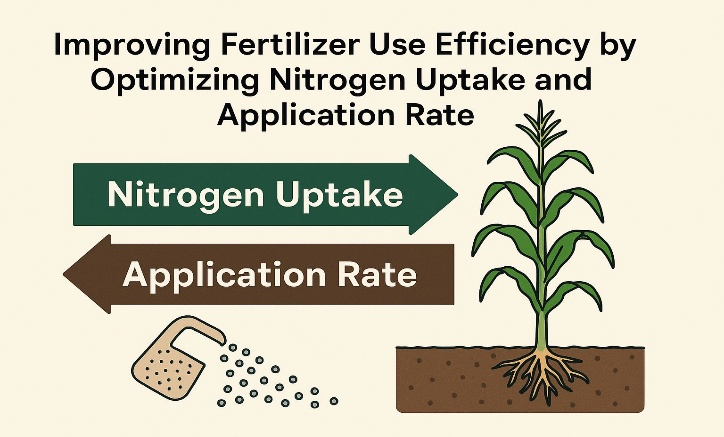 Improving Fertilizer Use Efficiency by
Optimizing Nitrogen Uptake and
Application Rate
Nitrogen Uptake
Application Rate